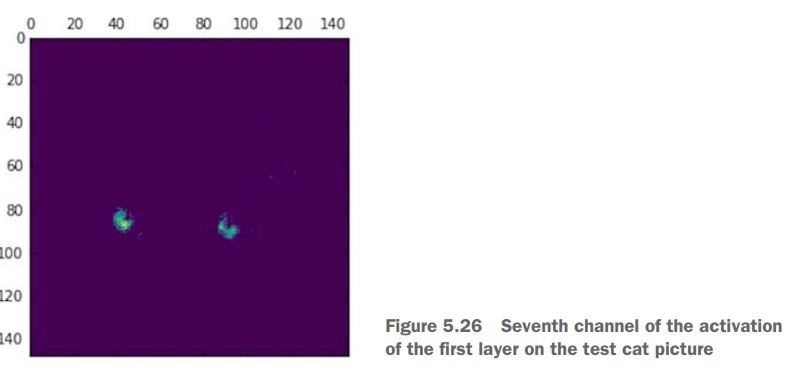 0 20 40 60 80 100 120 140
0
20
40
60
80
100
120
140
Figure 5.26 Seventh channel of the activation
of the first layer on the test cat picture